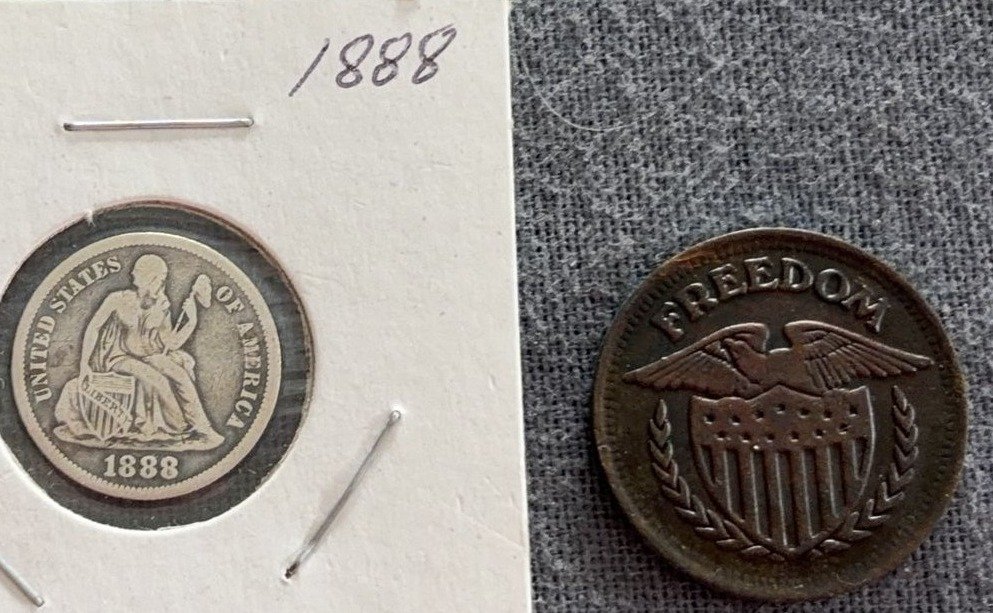 1888
UNITED STATES OF AMERICA
LIBERTY
1888
FREEDOM